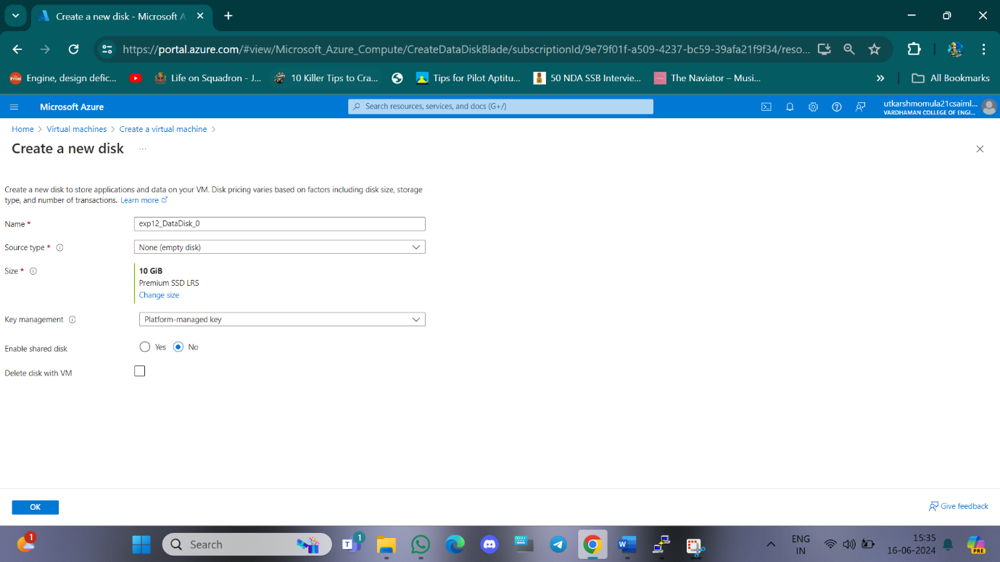 Create a new disk - Microsoft A
https://portal.azure.com/#view/Microsoft_Azure_Compute/CreateDataDiskBlade/subscriptionId/9e79f01f-a509-4237-bc59-39afa21f9f34/reso...
Engine, design defic...
Life on Squadron - J...
10 Killer Tips to Cra...
Tips for Pilot Aptitu...
50 NDA SSB Intervie...
The Naviator – Musi...
All Bookmarks
Microsoft Azure
Search resources, services, and docs (G+/)
utkarshmomula21csaiml...
VARDHAMAN COLLEGE OF ENGI...
Home > Virtual machines > Create a virtual machine >
Create a new disk ...
Create a new disk to store applications and data on your VM. Disk pricing varies based on factors including disk size, storage
type, and number of transactions. Learn more
Name *
exp12_DataDisk_0
Source type *
None (empty disk)
Size *
10 GiB
Premium SSD LRS
Change size
Key management
Platform-managed key
Enable shared disk
Yes No
Delete disk with VM
OK
Give feedback
1
Search
T
1
W
ENG
IN
15:35
16-06-2024
PRE